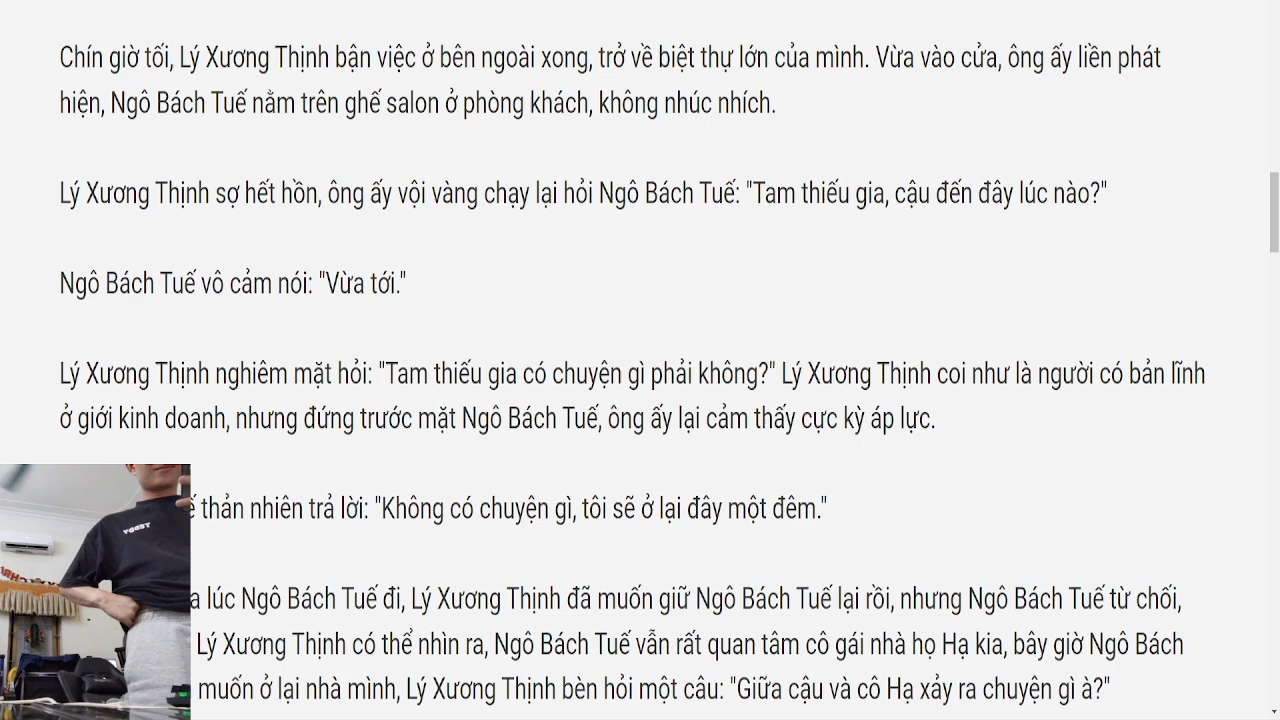 Chín giờ tối, Lý Xương Thịnh bận việc ở bên ngoài xong, trở về biệt thự lớn của mình. Vừa vào cửa, ông ấy liền phát
hiện, Ngô Bách Tuế nằm trên ghế salon ở phòng khách, không nhúc nhích.
Lý Xương Thịnh sợ hết hồn, ông ấy vội vàng chạy lại hỏi Ngô Bách Tuế: "Tam thiếu gia, cậu đến đây lúc nào?"
Ngô Bách Tuế vô cảm nói: "Vừa tới."
Lý Xương Thịnh nghiêm mặt hỏi: "Tam thiếu gia có chuyện gì phải không?" Lý Xương Thịnh coi như là người có bản lĩnh
ở giới kinh doanh, nhưng đứng trước mặt Ngô Bách Tuế, ông ấy lại cảm thấy cực kỳ áp lực.
thản nhiên trả lời: "Không có chuyện gì, tôi sẽ ở lại đây một đêm."
lúc Ngô Bách Tuế đi, Lý Xương Thịnh đã muốn giữ Ngô Bách Tuế lại rồi, nhưng Ngô Bách Tuế từ chối,
Lý Xương Thịnh có thể nhìn ra, Ngô Bách Tuế vẫn rất quan tâm cô gái nhà họ Hạ kia, bây giờ Ngô Bách
muốn ở lại nhà mình, Lý Xương Thịnh bèn hỏi một câu: "Giữa cậu và cô Hạ xảy ra chuyện gì à?"